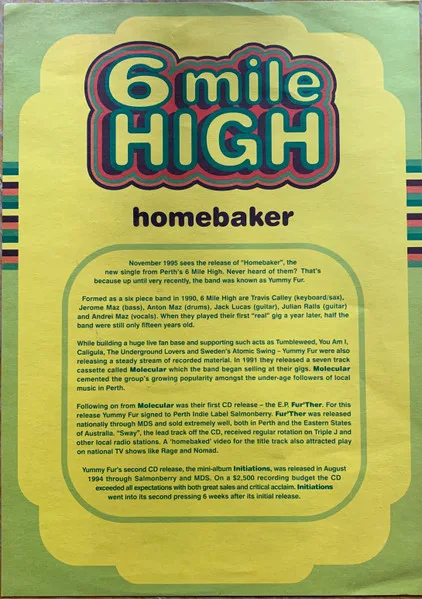 6 mile
HIGH
homebaker
November 1995 sees the release of "Homebaker", the
new single from Perth's 6 Mile High. Never heard of them? That's
because up until very recently, the band was known as Yummy Fur.
Formed as a six piece band in 1990, 6 Mile High are Travis Calley (keyboard/sax),
Jerome Maz (bass), Anton Maz (drums), Jack Lucas (guitar), Julian Rails (guitar)
and Andrei Maz (vocals). When they played their first "real" gig a year later, half the
band were still only fifteen years old.
While building a huge live fan base and supporting such acts as Tumbleweed, You Am I,
Caligula, The Underground Lovers and Sweden's Atomic Swing – Yummy Fur were also
releasing a steady stream of recorded material. In 1991 they released a seven track
cassette called Molecular which the band began selling at their gigs. Molecular
cemented the group's growing popularity amongst the under-age followers of local
music in Perth.
Following on from Molecular was their first CD release – the E.P. Fur'Ther. For this
release Yummy Fur signed to Perth Indie Label Salmonberry. Fur'Ther was released
nationally through MDS and sold extremely well, both in Perth and the Eastern States
of Australia. "Sway", the lead track off the CD, received regular rotation on Triple J and
other local radio stations. A 'homebaked' video for the title track also attracted play
on national TV shows like Rage and Nomad.
Yummy Fur's second CD release, the mini-album Initiations, was released in August
1994 through Salmonberry and MDS. On a $2,500 recording budget the CD
exceeded all expectations with both great sales and critical acclaim. Initiations
went into its second pressing 6 weeks after its initial release.